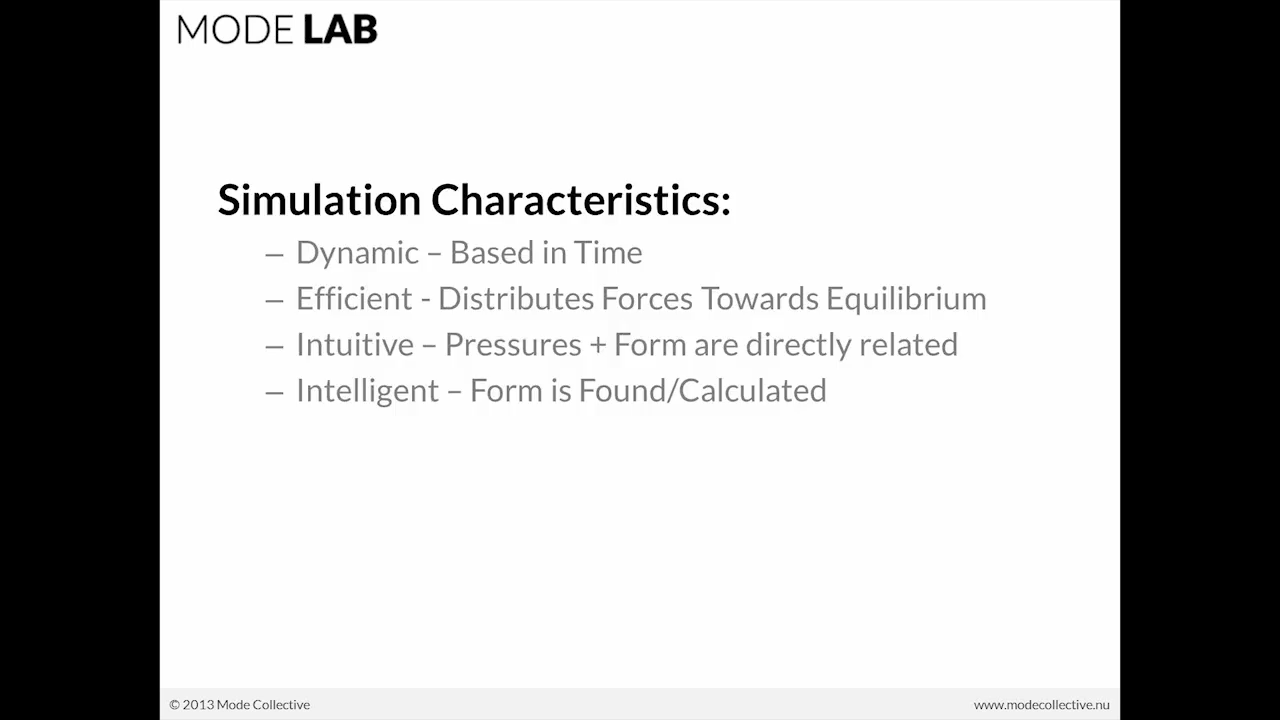 MODE LAB
Simulation Characteristics:
– Dynamic – Based in Time
– Efficient - Distributes Forces Towards Equilibrium
– Intuitive – Pressures + Form are directly related
– Intelligent – Form is Found/Calculated
© 2013 Mode Collective
www.modecollective.nu